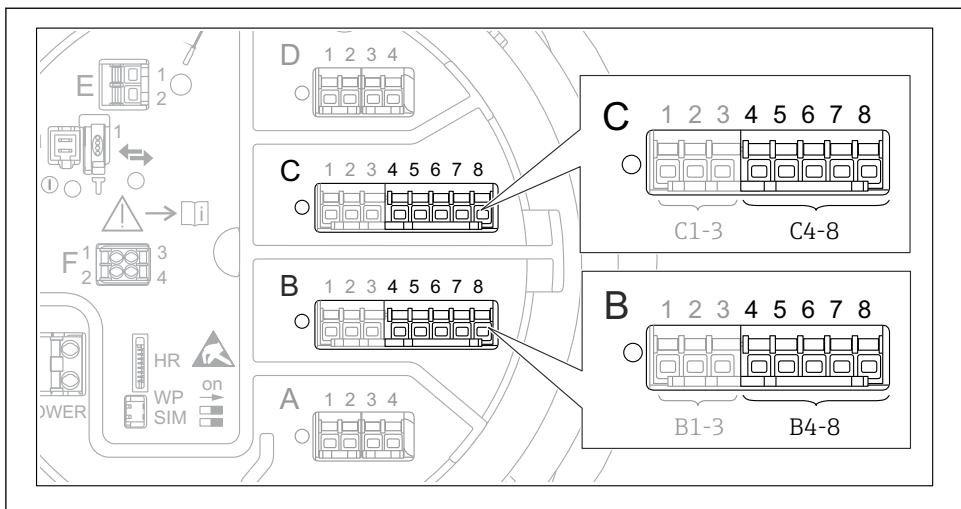 D 1 2 3 4
E 1
2
1
C 1 2 3 4 5 6 7 8
i
F 1 3
2 4
B 1 2 3 4 5 6 7 8
HR
WP on
SIM
OWER
A 1 2 3 4
C 1 2 3 4 5 6 7 8
C1-3 C4-8
B 1 2 3 4 5 6 7 8
B1-3 B4-8